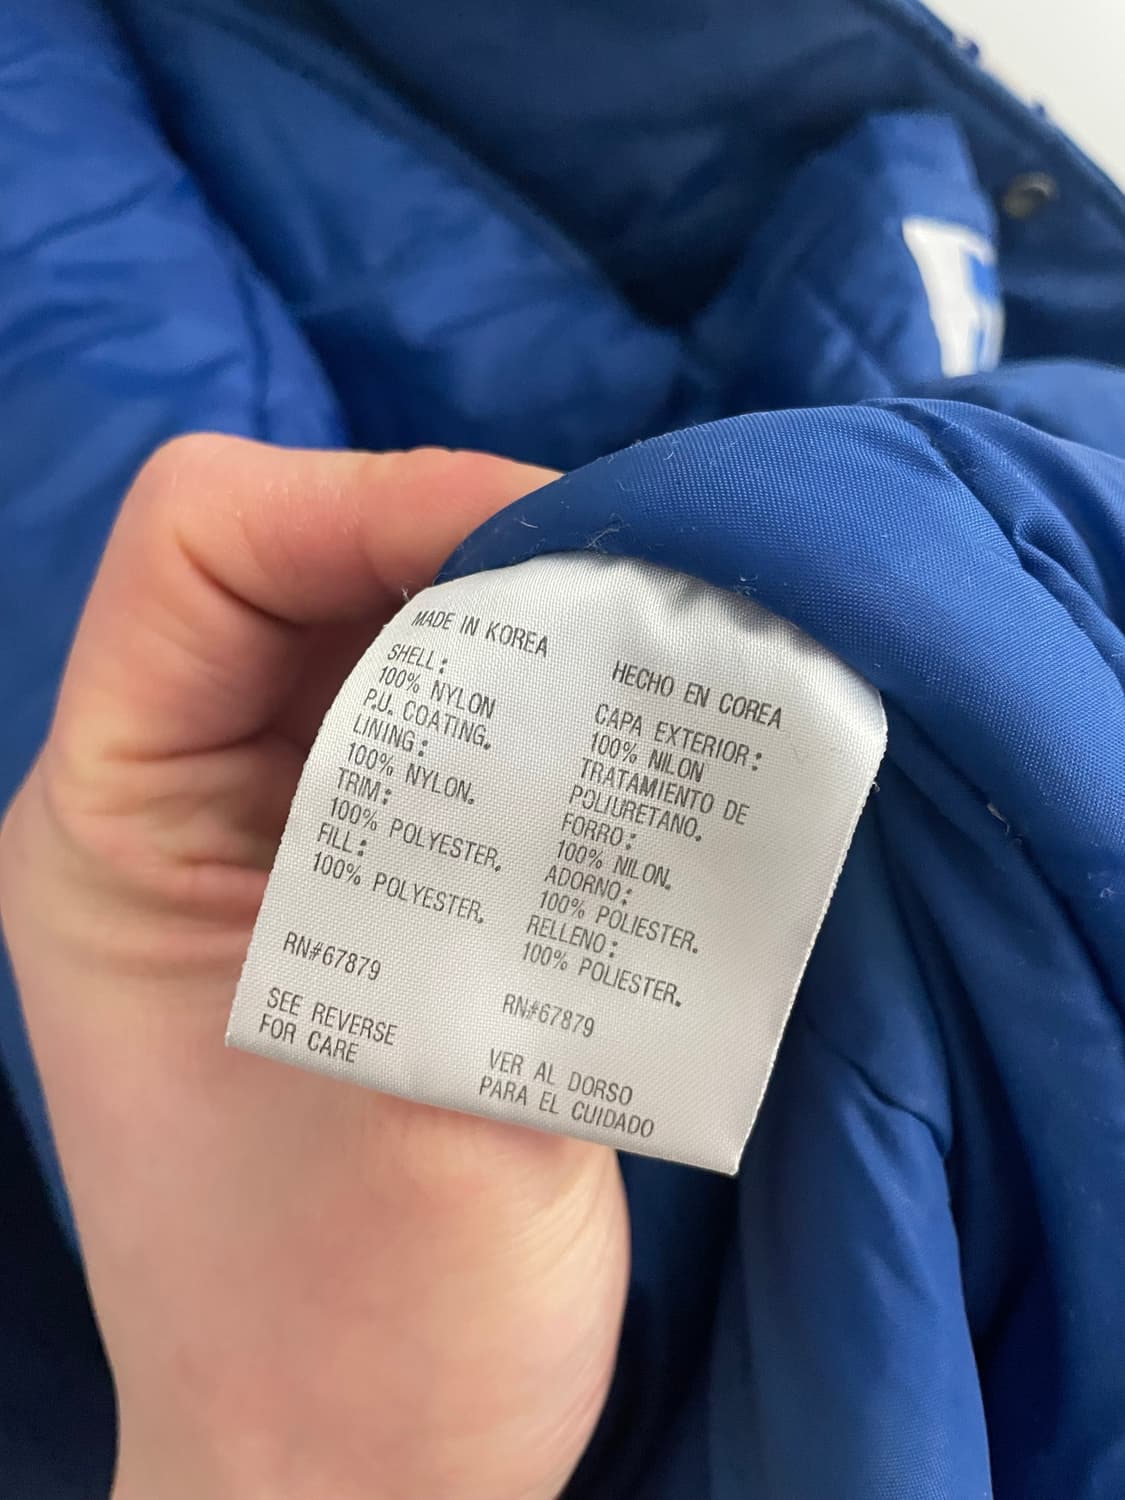 MADE IN KOREA
SHELL:
100% NYLON
P.U. COATING.
LINING:
100% NYLON.
TRIM:
100% POLYESTER.
FILL:
100% POLYESTER.
RN#67879
SEE REVERSE
FOR CARE
HECHO EN COREA
CAPA EXTERIOR:
100% NILON
TRATAMIENTO DE
POLIURETANO.
FORRO:
100% NILON.
ADORNO:
100% POLIESTER.
RELLENO:
100% POLIESTER.
RN#67879
VER AL DORSO
PARA EL CUIDADO